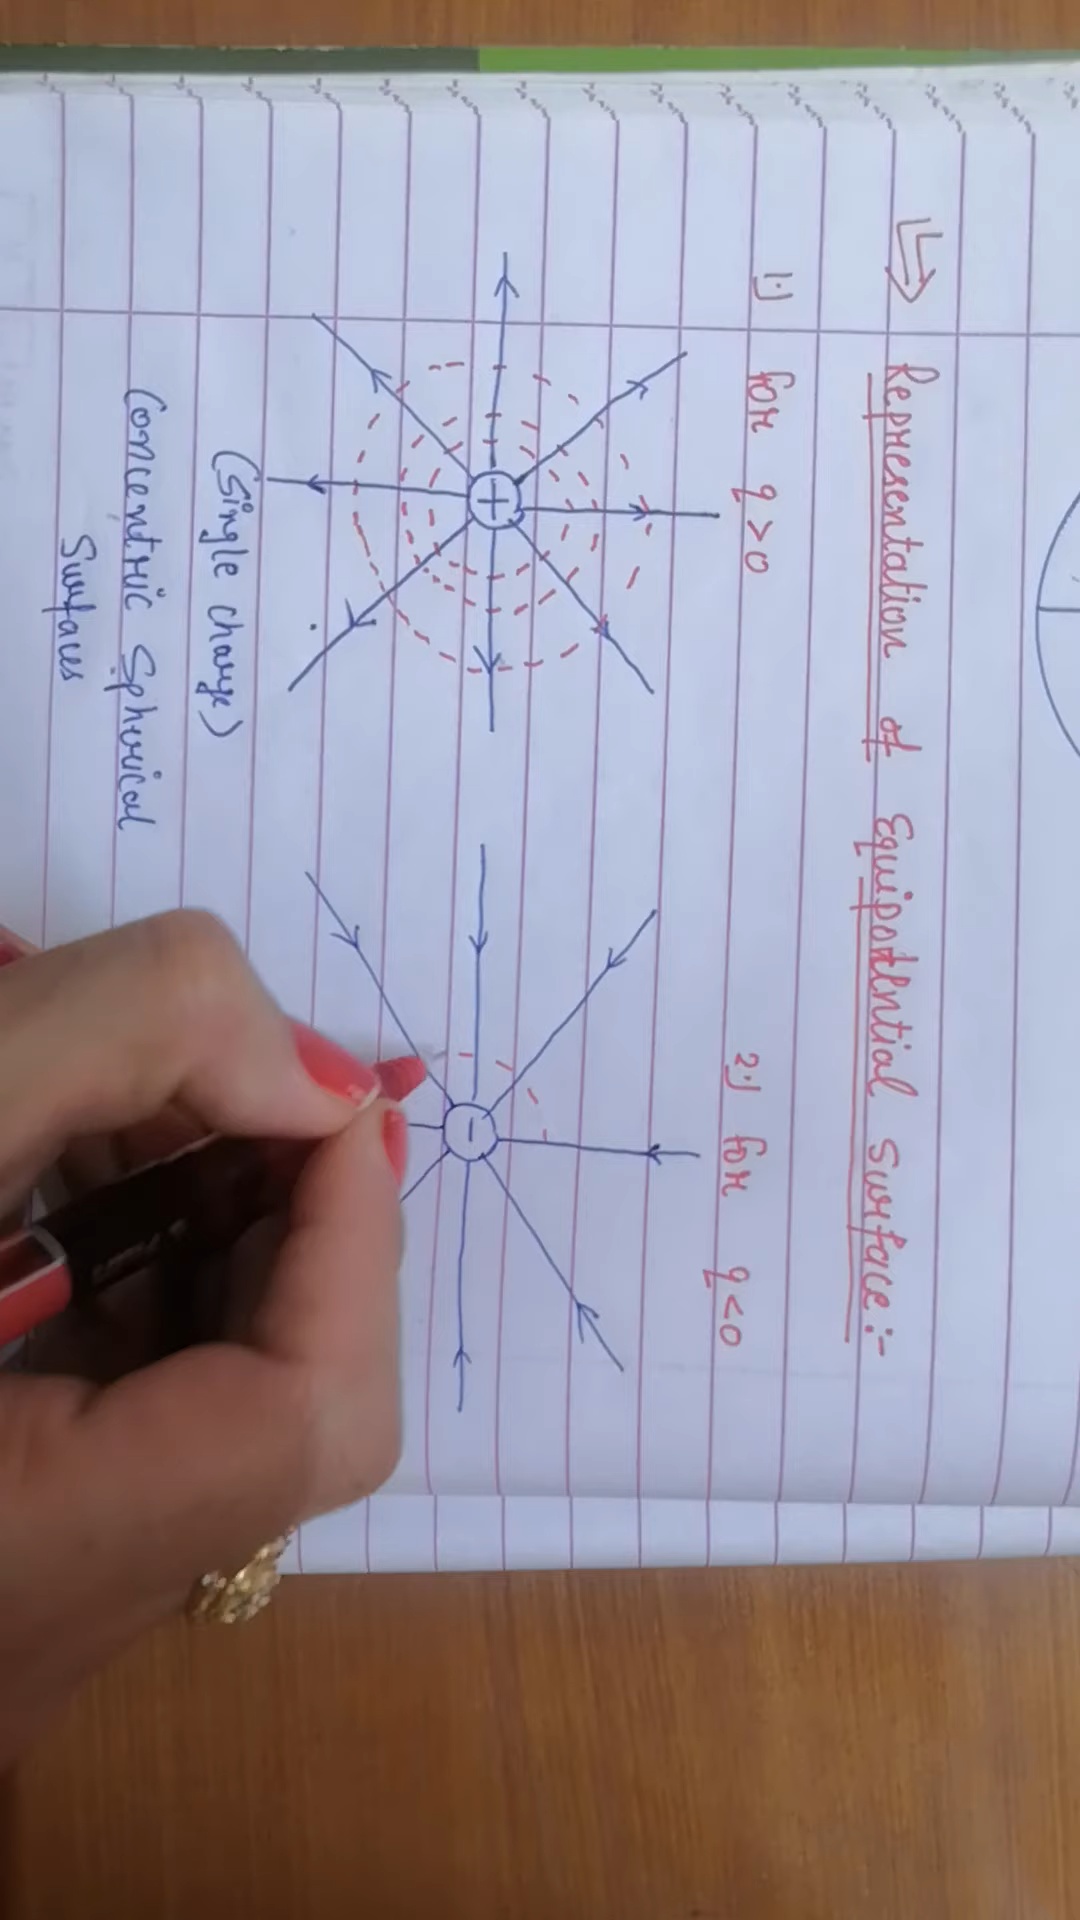 ⇒ Representation of Equipotential Surface :-
1.) for q > 0
2.) for q < 0
+
-
(Single charge)
Concentric Spherical
Surfaces